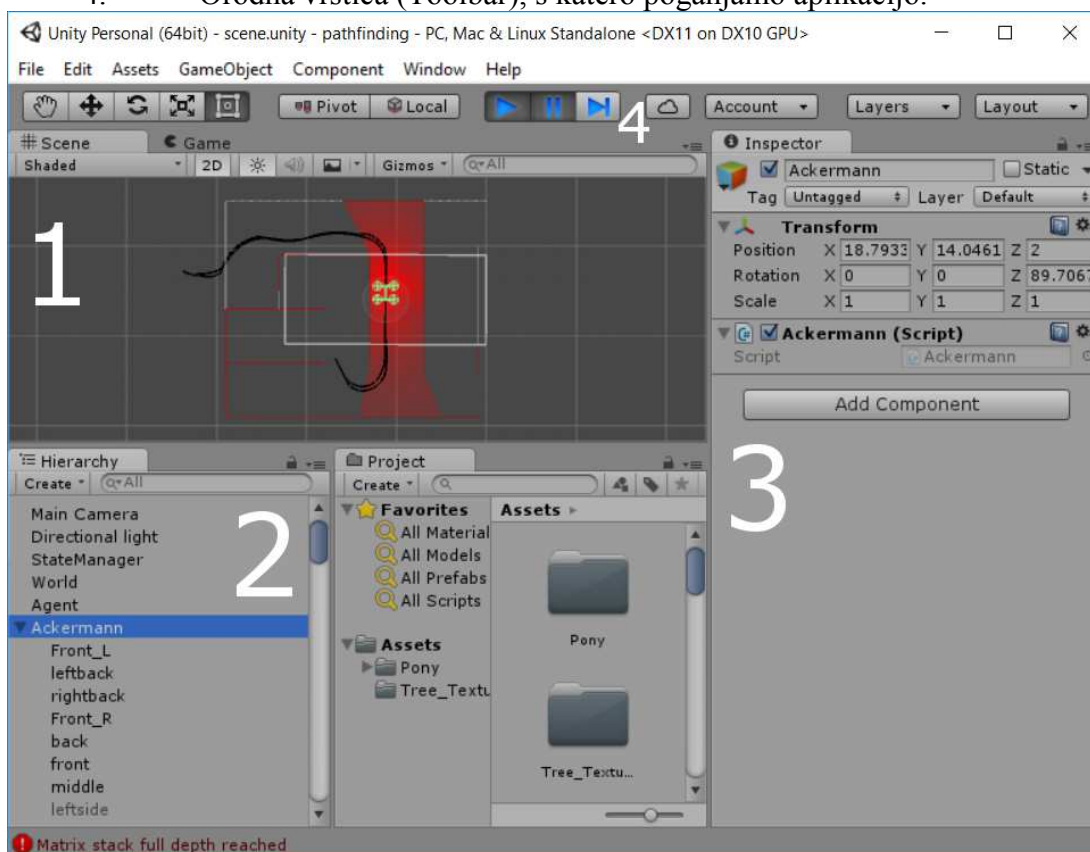 4. Orodna vrstica (Toolbar), s katero poganjamo aplikacijo.
Unity Personal (64bit) - scene.unity - pathfinding - PC, Mac & Linux Standalone <DX11 on DX10 GPU>
File Edit Assets GameObject Component Window Help
Pivot Local Account Layers Layout
4
Scene Game
Shaded 2D Gizmos All
1
Inspector
Ackermann Static
Tag Untagged Layer Default
Transform
Position X 18.7933 Y 14.0461 Z 2
Rotation X 0 Y 0 Z 89.7067
Scale X 1 Y 1 Z 1
Ackermann (Script)
Script Ackermann
Add Component
3
Hierarchy
Create All
2
Main Camera
Directional light
StateManager
World
Agent
Ackermann
Front_L
leftback
rightback
Front_R
back
front
middle
leftside
Project
Create
Favorites
All Material
All Models
All Prefabs
All Scripts
Assets
Pony
Tree_Textu
Assets
Pony
Tree_Textu...
Matrix stack full depth reached